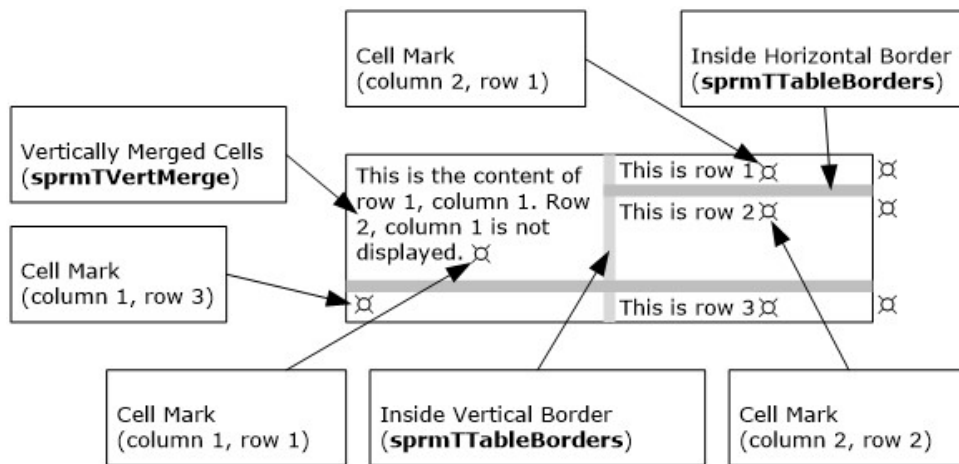 Cell Mark
(column 2, row 1)
Inside Horizontal Border
(sprmTTableBorders)
Vertically Merged Cells
(sprmTVertMerge)
This is the content of
row 1, column 1. Row
2, column 1 is not
displayed.
This is row 1
This is row 2
Cell Mark
(column 1, row 3)
This is row 3
Cell Mark
(column 1, row 1)
Inside Vertical Border
(sprmTTableBorders)
Cell Mark
(column 2, row 2)